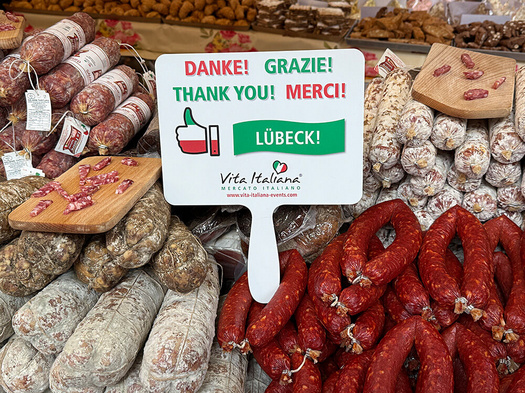 DANKE! GRAZIE!
THANK YOU! MERCI!
LÜBECK!
Vita Italiana
MERCATO ITALIANO
www.vita-italiana-events.com